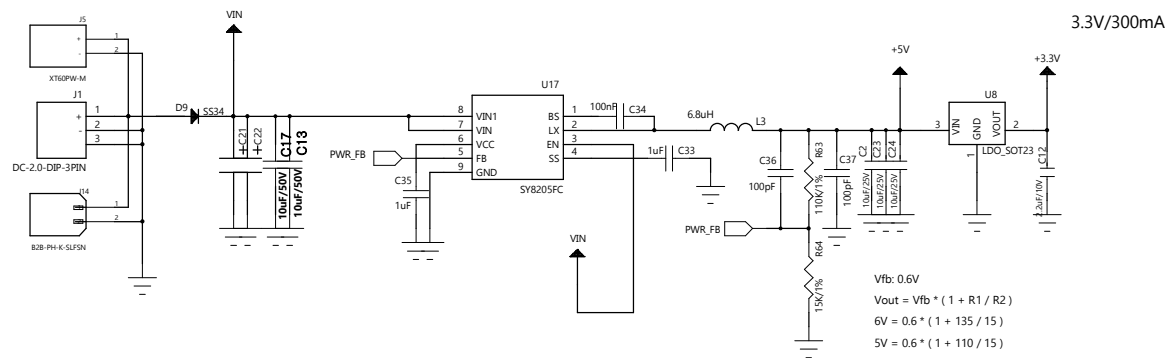 3.3V/300mA
J5
+ 1
- 2
XT60PW-M
J1
+ 1
- 2
3
DC-2.0-DIP-3PIN
J14
1
2
B2B-PH-K-SLFSN
VIN
D9 SS34
+C21
+C22
C17
10uF/50V
C13
10uF/50V
PWR_FB
C35
1uF
U17
8 VIN1 BS 1
7 VIN LX 2
6 VCC EN 3
5 FB SS 4
9 GND
SY8205FC
100nF C34
1uF C33
VIN
6.8uH L3
C36
100pF
R63
110K/1%
C37
100pF
C2
10uF/25V
C23
10uF/25V
C24
10uF/25V
PWR_FB
R64
15K/1%
+5V
U8
3 VIN GND VOUT 2
1
LDO_SOT23
+3.3V
C12
2.2uF/10V
Vfb: 0.6V
Vout = Vfb * ( 1 + R1 / R2 )
6V = 0.6 * ( 1 + 135 / 15 )
5V = 0.6 * ( 1 + 110 / 15 )